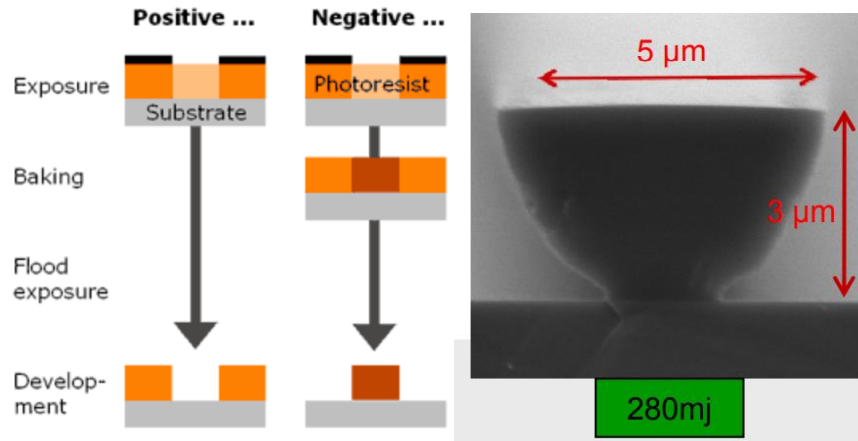 Positive ...
Negative ...
Exposure
Photoresist
Substrate
Baking
Flood
exposure
Develop-
ment
5 μm
3 μm
280mj